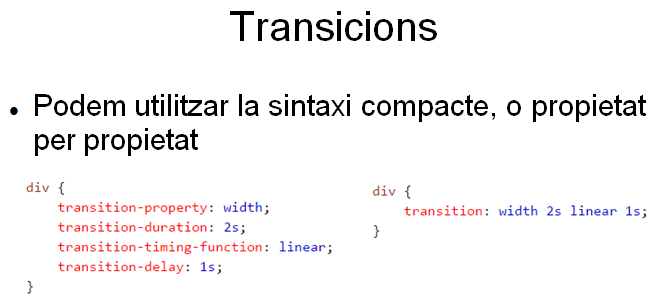 Transicions
• Podem utilitzar la sintaxi compacte, o propietat
per propietat
div {
transition-property: width;
transition-duration: 2s;
transition-timing-function: linear;
transition-delay: 1s;
}
div {
transition: width 2s linear 1s;
}